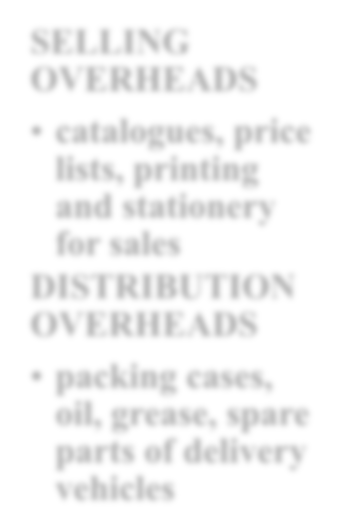 SELLING
OVERHEADS
• catalogues, price
lists, printing
and stationery
for sales
DISTRIBUTION
OVERHEADS
• packing cases,
oil, grease, spare
parts of delivery
vehicles